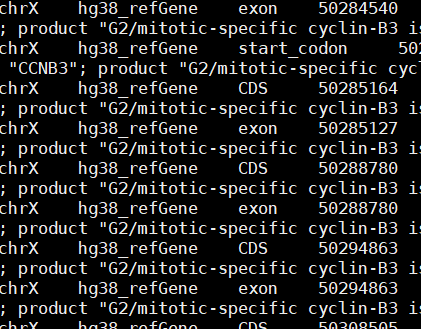 chrX    hg38_refGene    exon    50284540
; product "G2/mitotic-specific cyclin-B3 is
chrX    hg38_refGene    start_codon     502
 "CCNB3"; product "G2/mitotic-specific cycl
chrX    hg38_refGene    CDS     50285164
; product "G2/mitotic-specific cyclin-B3 is
chrX    hg38_refGene    exon    50285127
; product "G2/mitotic-specific cyclin-B3 is
chrX    hg38_refGene    CDS     50288780
; product "G2/mitotic-specific cyclin-B3 is
chrX    hg38_refGene    exon    50288780
; product "G2/mitotic-specific cyclin-B3 is
chrX    hg38_refGene    CDS     50294863
; product "G2/mitotic-specific cyclin-B3 is
chrX    hg38_refGene    exon    50294863
; product "G2/mitotic-specific cyclin-B3 is
chrX    hg38_refGene    CDS     50308505